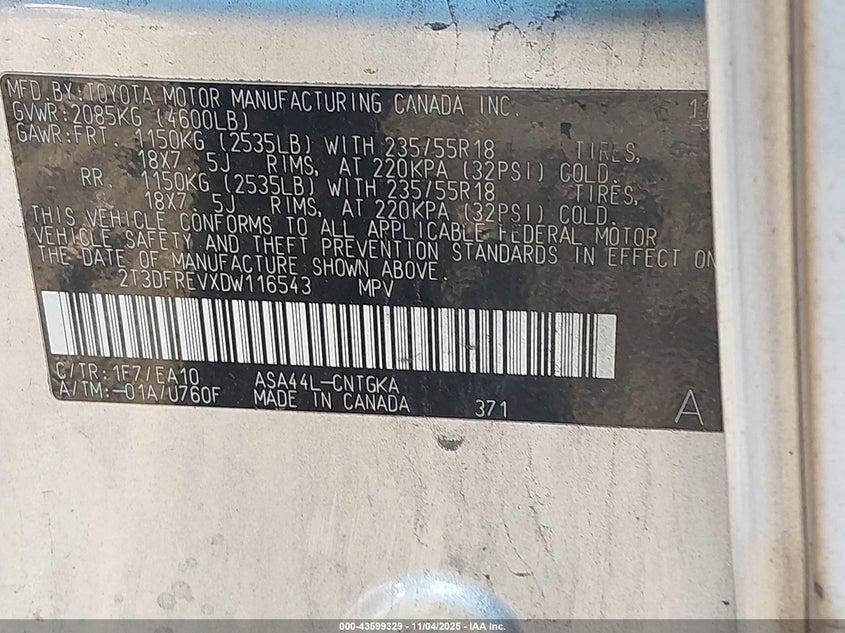 MFD.BY:TOYOTA MOTOR MANUFACTURING CANADA INC. 11
GVWR:2085KG (4600LB)
GAWR:FRT. 1150KG (2535LB) WITH 235/55R18 TIRES,
18X7.5J RIMS, AT 220KPA (32PSI) COLD.
RR. 1150KG (2535LB) WITH 235/55R18 TIRES,
18X7.5J RIMS, AT 220KPA (32PSI) COLD.
THIS VEHICLE CONFORMS TO ALL APPLICABLE FEDERAL MOTOR
VEHICLE SAFETY AND THEFT PREVENTION STANDARDS IN EFFECT ON
THE DATE OF MANUFACTURE SHOWN ABOVE.
2T3DFREVXDW116543 MPV
C/TR:1F7/EA10 ASA44L-CNTGKA
A/TM:-01A/U760F MADE IN CANADA 371 A
000-43599329 - 11/04/2025 - IAA Inc.